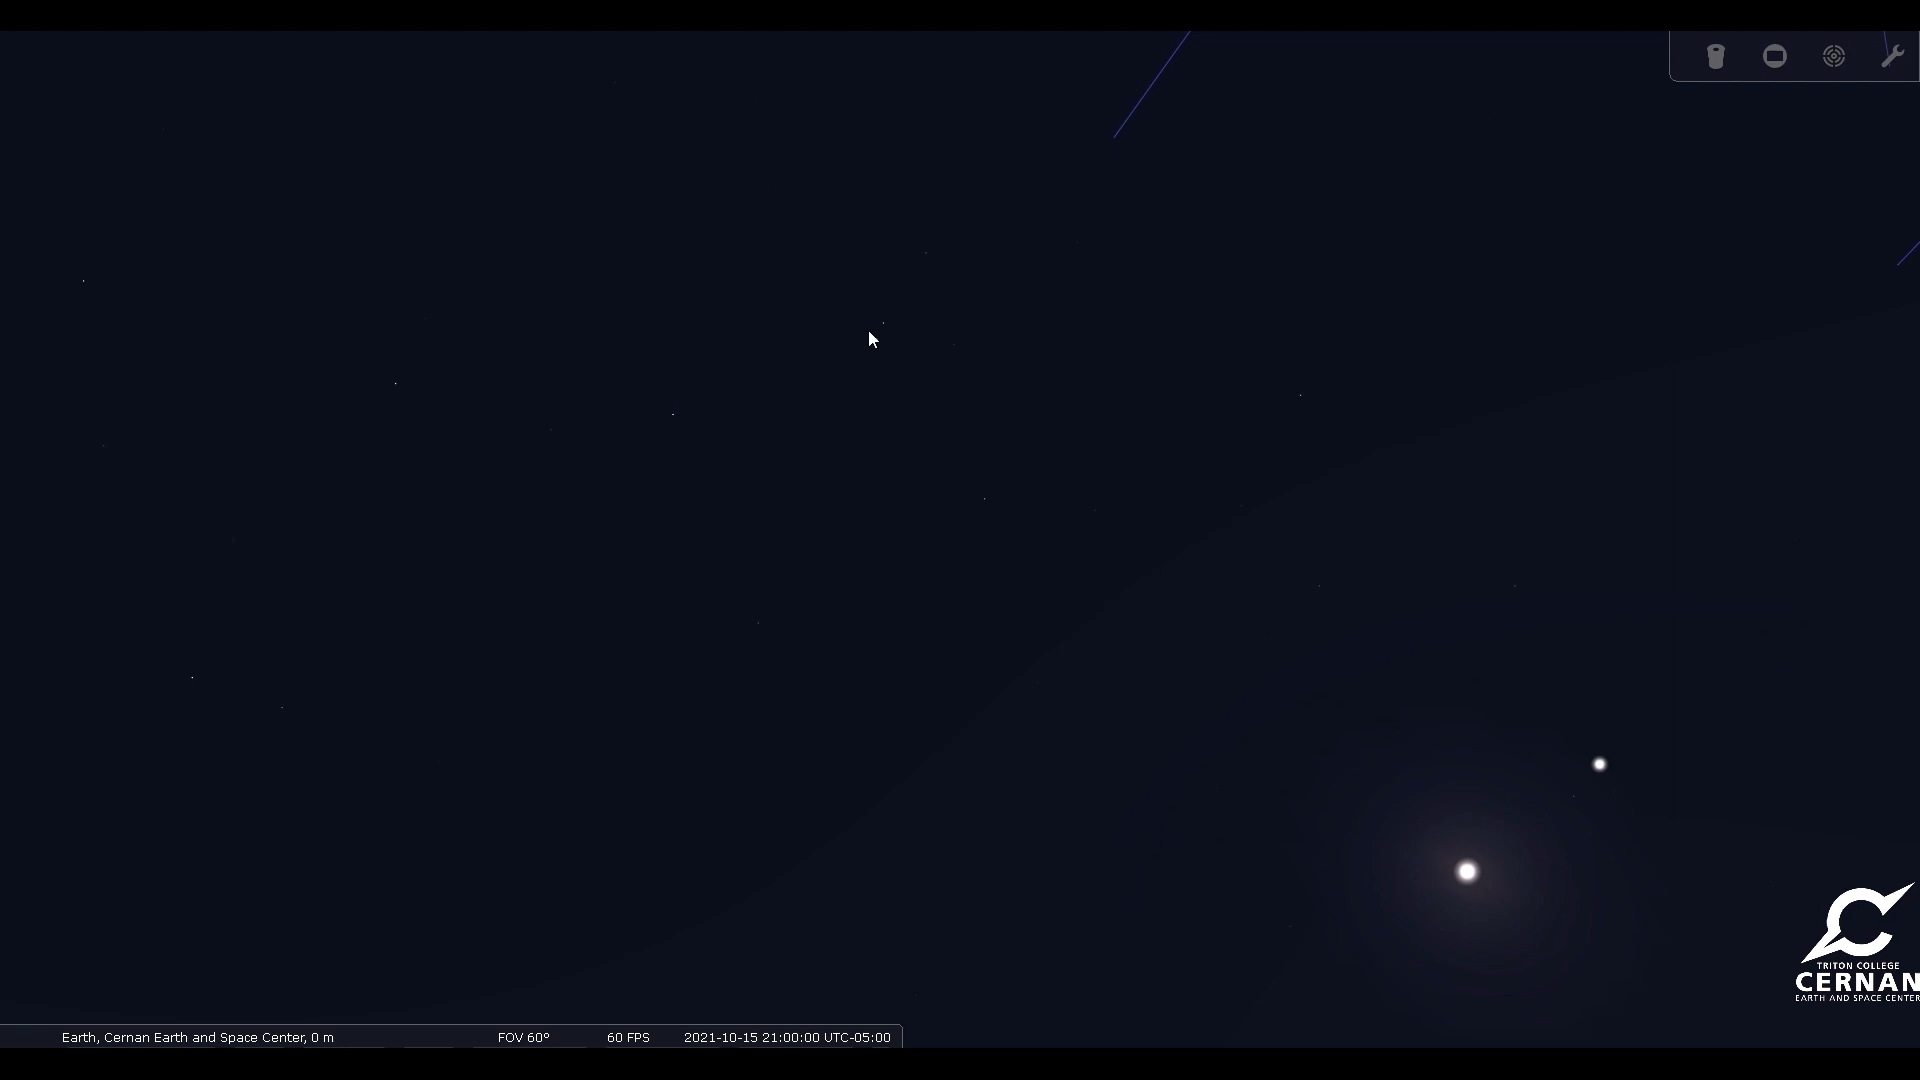 TRITON COLLEGE
CERNAN
EARTH AND SPACE CENTER
Earth, Cernan Earth and Space Center, 0 m FOV 60° 60 FPS 2021-10-15 21:00:00 UTC-05:00